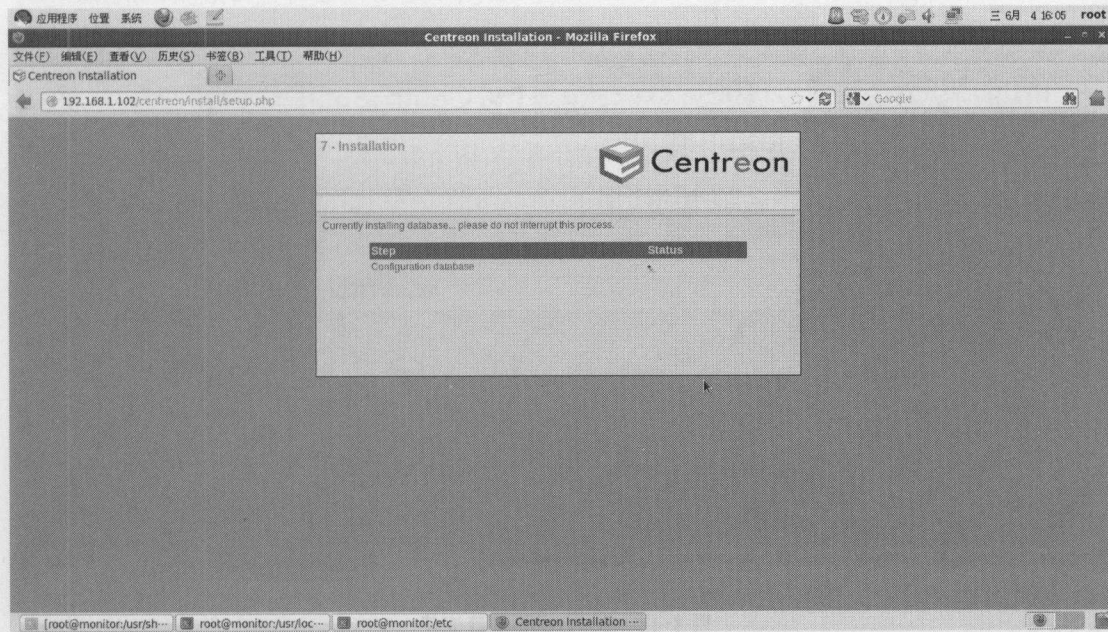 应用程序 位置 系统
三 6月 4 16:05 root
Centreon Installation - Mozilla Firefox
文件(F) 编辑(E) 查看(V) 历史(S) 书签(B) 工具(T) 帮助(H)
Centreon Installation
192.168.1.102/centreon/install/setup.php
Google
7 - Installation
Centreon
Currently installing database... please do not interrupt this process.
Step Status
Configuration database
[root@monitor:/usr/sh···
root@monitor:/usr/loc···
root@monitor:/etc
Centreon Installation ···